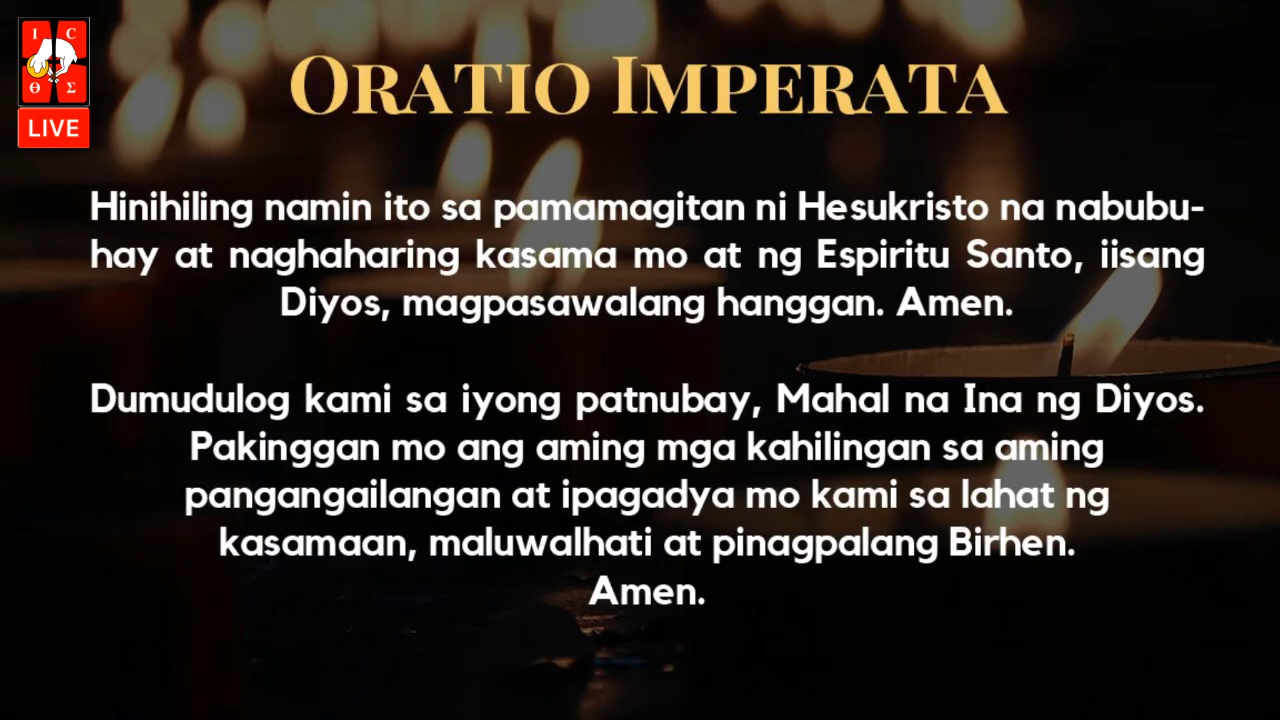 I C
Θ Σ
LIVE
ORATIO IMPERATA
Hinihiling namin ito sa pamamagitan ni Hesukristo na nabubu-
hay at naghaharing kasama mo at ng Espiritu Santo, iisang
Diyos, magpasawalang hanggan. Amen.
Dumudulog kami sa iyong patnubay, Mahal na Ina ng Diyos.
Pakinggan mo ang aming mga kahilingan sa aming
pangangailangan at ipagadya mo kami sa lahat ng
kasamaan, maluwalhati at pinagpalang Birhen.
Amen.